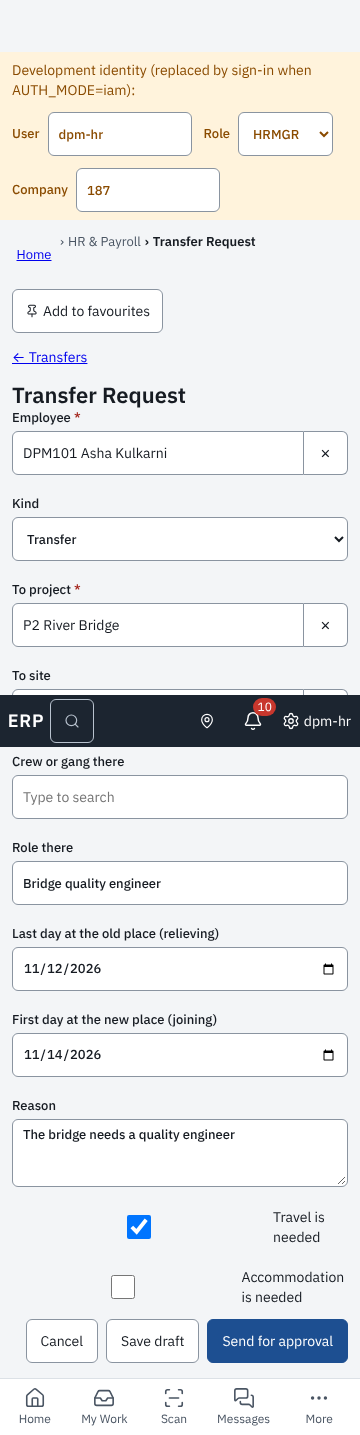 Development identity (replaced by sign-in when
AUTH_MODE=iam):
User dpm-hr Role HRMGR
Company 187
Home › HR & Payroll › Transfer Request
Add to favourites
← Transfers
Transfer Request
Employee *
DPM101 Asha Kulkarni ×
Kind
Transfer
To project *
P2 River Bridge ×
To site
ERP 10 dpm-hr
Crew or gang there
Type to search
Role there
Bridge quality engineer
Last day at the old place (relieving)
11/12/2026
First day at the new place (joining)
11/14/2026
Reason
The bridge needs a quality engineer
Travel is
needed
Accommodation
is needed
Cancel Save draft Send for approval
Home My Work Scan Messages More